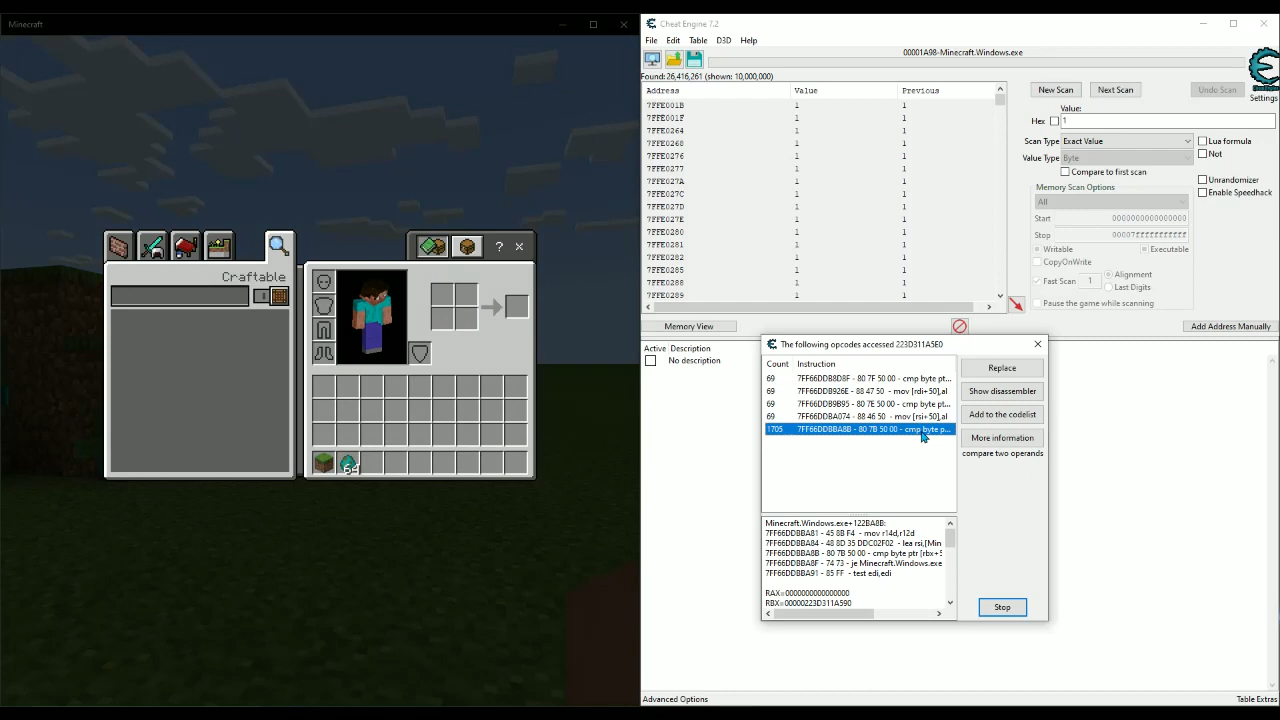 Minecraft
Craftable
?
64
Cheat Engine 7.2
File Edit Table D3D Help
00001A98-Minecraft.Windows.exe
Found: 26,416,261 (shown: 10,000,000)
Address Value Previous
7FFE001B 1 1
7FFE001F 1 1
7FFE0264 1 1
7FFE0268 1 1
7FFE0276 1 1
7FFE0277 1 1
7FFE027A 1 1
7FFE027C 1 1
7FFE027D 1 1
7FFE027E 1 1
7FFE0280 1 1
7FFE0281 1 1
7FFE0282 1 1
7FFE0285 1 1
7FFE0288 1 1
7FFE0289 1 1
New Scan Next Scan Undo Scan
Settings
Value:
Hex 1
Scan Type Exact Value
Lua formula
Value Type Byte
Not
Compare to first scan
Memory Scan Options
Unrandomizer
All
Enable Speedhack
Start 0000000000000000
Stop 00007fffffffffff
Writable Executable
CopyOnWrite
Fast Scan 1 Alignment
Last Digits
Pause the game while scanning
Memory View Add Address Manually
Active Description
No description
The following opcodes accessed 223D311A5E0
Count Instruction
69 7FF66DDB8D8F - 80 7F 50 00 - cmp byte pt...
69 7FF66DDB926E - 88 47 50 - mov [rdi+50],al
69 7FF66DDB9B95 - 80 7E 50 00 - cmp byte pt...
69 7FF66DDBA074 - 88 46 50 - mov [rsi+50],al
1705 7FF66DDBBA8B - 80 7B 50 00 - cmp byte p...
Replace
Show disassembler
Add to the codelist
More information
compare two operands
Minecraft.Windows.exe+122BA8B:
7FF66DDBBA81 - 45 8B F4 - mov r14d,r12d
7FF66DDBBA84 - 48 8D 35 DDC02F02 - lea rsi,[Min
7FF66DDBBA8B - 80 7B 50 00 - cmp byte ptr [rbx+5
7FF66DDBBA8F - 74 73 - je Minecraft.Windows.exe
7FF66DDBBA91 - 85 FF - test edi,edi
RAX=0000000000000000
RBX=00000223D311A590
Stop
Advanced Options Table Extras